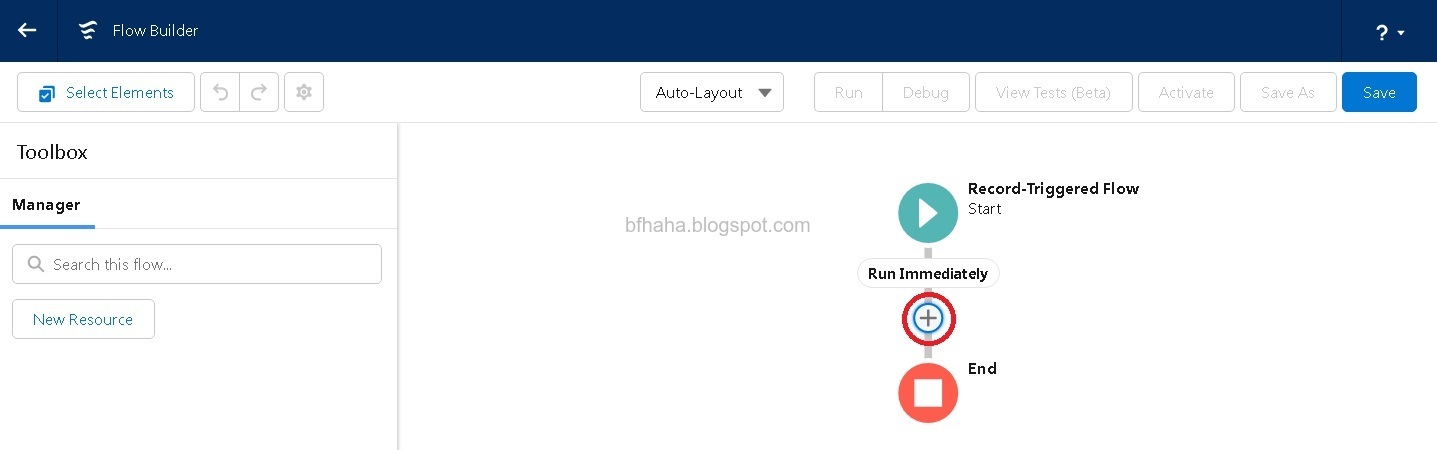 Flow Builder
?
Select Elements
Auto-Layout
Run
Debug
View Tests (Beta)
Activate
Save As
Save
Toolbox
Manager
Search this flow...
New Resource
bfhaha.blogspot.com
Record-Triggered Flow
Start
Run Immediately
End